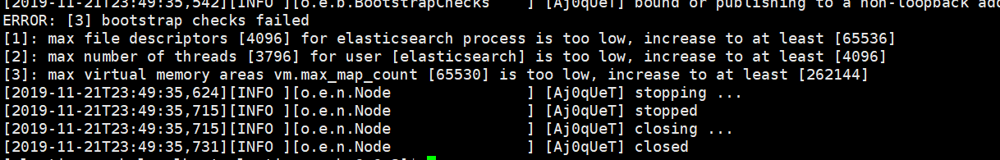 [2019-11-21T23:49:35,542][INFO ][o.e.b.BootstrapChecks    ] [Aj0qUeT] bound or publishing to a non-loopback add
ERROR: [3] bootstrap checks failed
[1]: max file descriptors [4096] for elasticsearch process is too low, increase to at least [65536]
[2]: max number of threads [3796] for user [elasticsearch] is too low, increase to at least [4096]
[3]: max virtual memory areas vm.max_map_count [65530] is too low, increase to at least [262144]
[2019-11-21T23:49:35,624][INFO ][o.e.n.Node               ] [Aj0qUeT] stopping ...
[2019-11-21T23:49:35,715][INFO ][o.e.n.Node               ] [Aj0qUeT] stopped
[2019-11-21T23:49:35,715][INFO ][o.e.n.Node               ] [Aj0qUeT] closing ...
[2019-11-21T23:49:35,731][INFO ][o.e.n.Node               ] [Aj0qUeT] closed